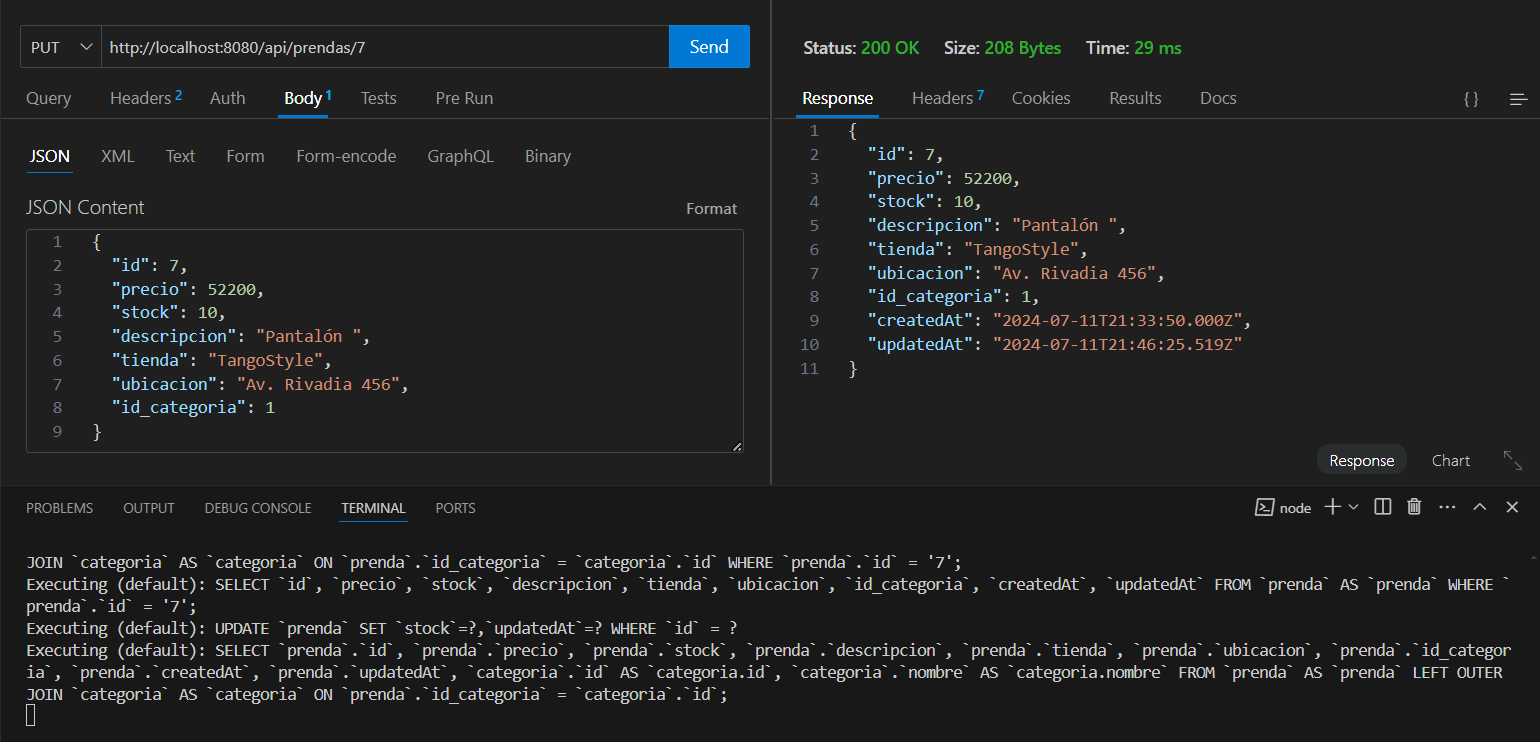 PUT http://localhost:8080/api/prendas/7 Send
Query Headers 2 Auth Body 1 Tests Pre Run
JSON XML Text Form Form-encode GraphQL Binary
JSON Content Format
1 {
2 "id": 7,
3 "precio": 52200,
4 "stock": 10,
5 "descripcion": "Pantalón ",
6 "tienda": "TangoStyle",
7 "ubicacion": "Av. Rivadia 456",
8 "id_categoria": 1
9 }
Status: 200 OK Size: 208 Bytes Time: 29 ms
Response Headers 7 Cookies Results Docs { }
1 {
2 "id": 7,
3 "precio": 52200,
4 "stock": 10,
5 "descripcion": "Pantalón ",
6 "tienda": "TangoStyle",
7 "ubicacion": "Av. Rivadia 456",
8 "id_categoria": 1,
9 "createdAt": "2024-07-11T21:33:50.000Z",
10 "updatedAt": "2024-07-11T21:46:25.519Z"
11 }
Response Chart
PROBLEMS OUTPUT DEBUG CONSOLE TERMINAL PORTS node
JOIN `categoria` AS `categoria` ON `prenda`.`id_categoria` = `categoria`.`id` WHERE `prenda`.`id` = '7';
Executing (default): SELECT `id`, `precio`, `stock`, `descripcion`, `tienda`, `ubicacion`, `id_categoria`, `createdAt`, `updatedAt` FROM `prenda` AS `prenda` WHERE `
prenda`.`id` = '7';
Executing (default): UPDATE `prenda` SET `stock`=?,`updatedAt`=? WHERE `id` = ?
Executing (default): SELECT `prenda`.`id`, `prenda`.`precio`, `prenda`.`stock`, `prenda`.`descripcion`, `prenda`.`tienda`, `prenda`.`ubicacion`, `prenda`.`id_categor
ia`, `prenda`.`createdAt`, `prenda`.`updatedAt`, `categoria`.`id` AS `categoria.id`, `categoria`.`nombre` AS `categoria.nombre` FROM `prenda` AS `prenda` LEFT OUTER
JOIN `categoria` AS `categoria` ON `prenda`.`id_categoria` = `categoria`.`id`;